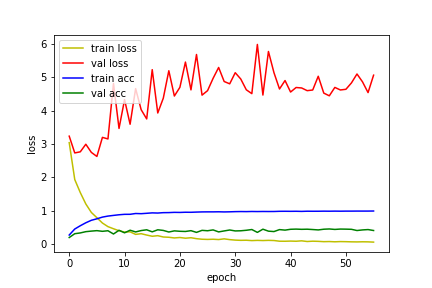 6
5
4
3
2
1
0
loss
train loss
val loss
train acc
val acc
0 10 20 30 40 50
epoch